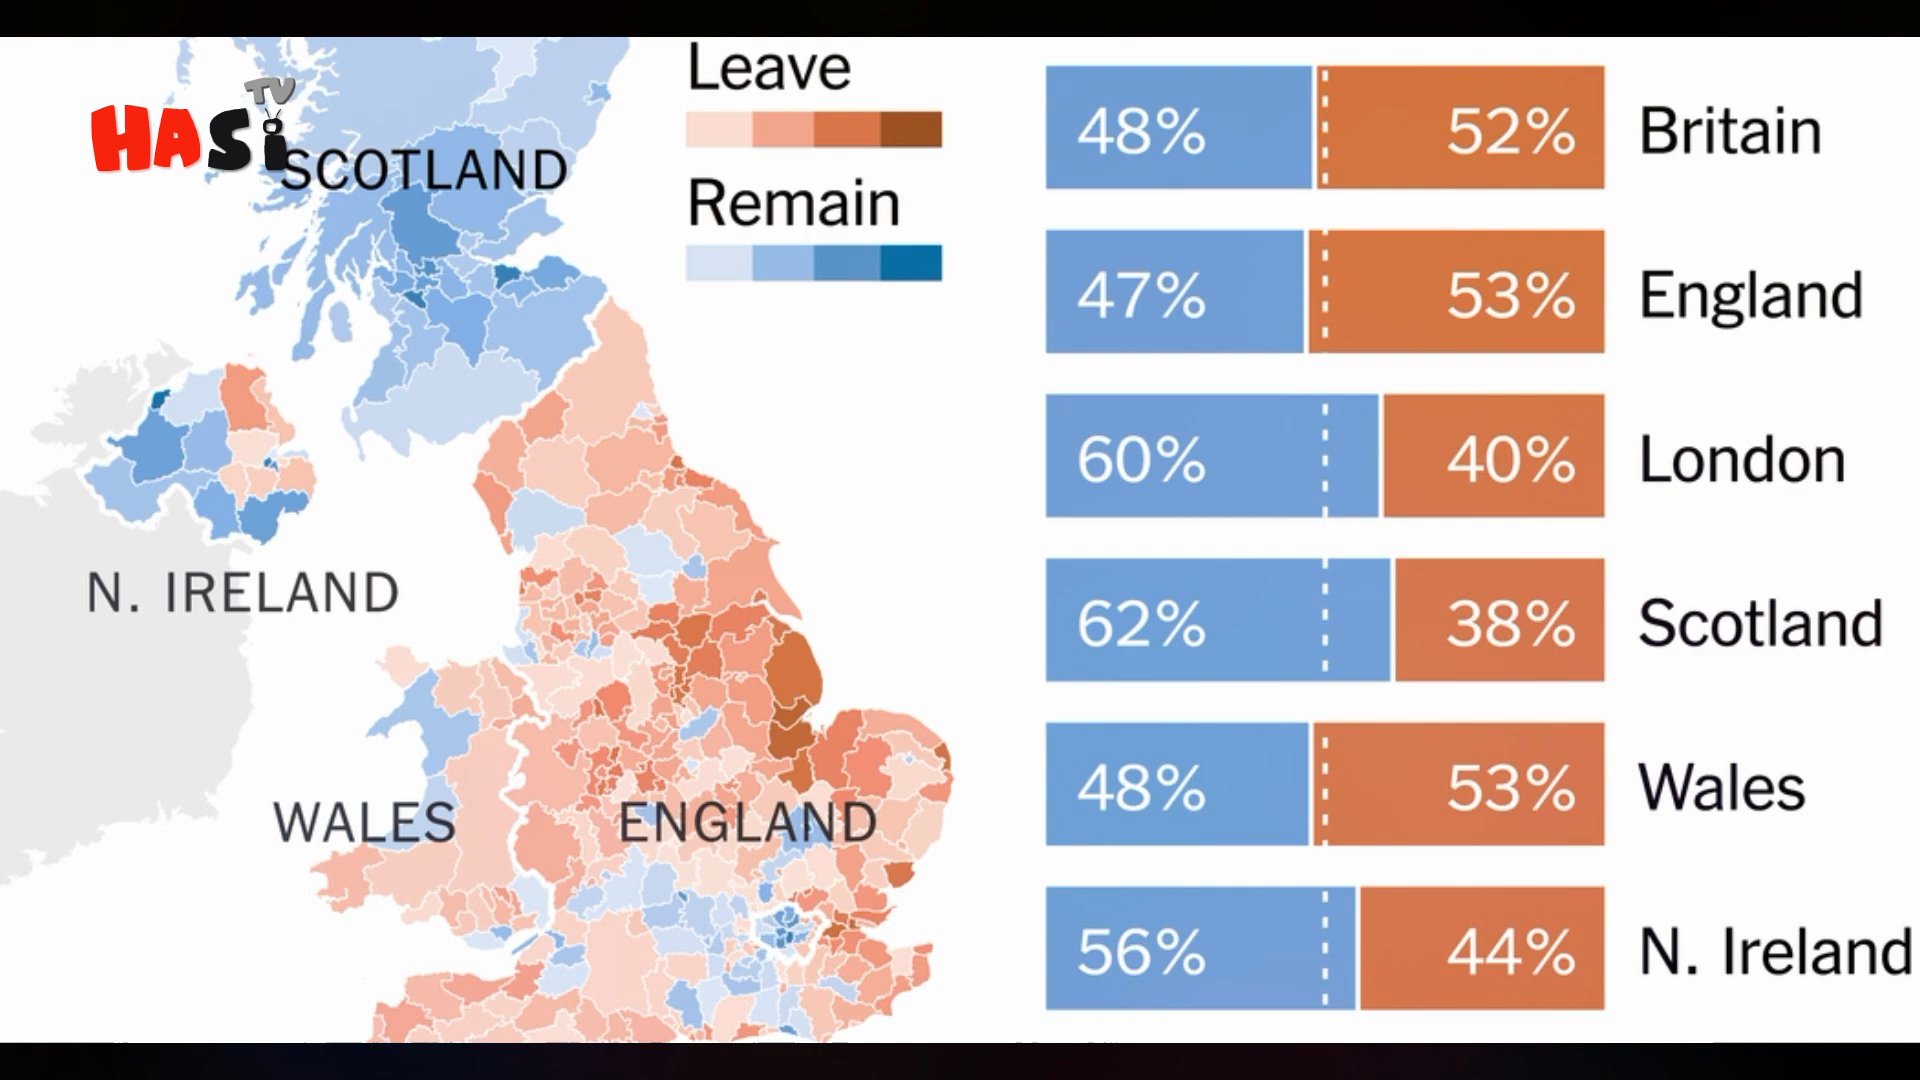 HASi TV
SCOTLAND
N. IRELAND
WALES
ENGLAND
Leave
Remain
48% 52% Britain
47% 53% England
60% 40% London
62% 38% Scotland
48% 53% Wales
56% 44% N. Ireland